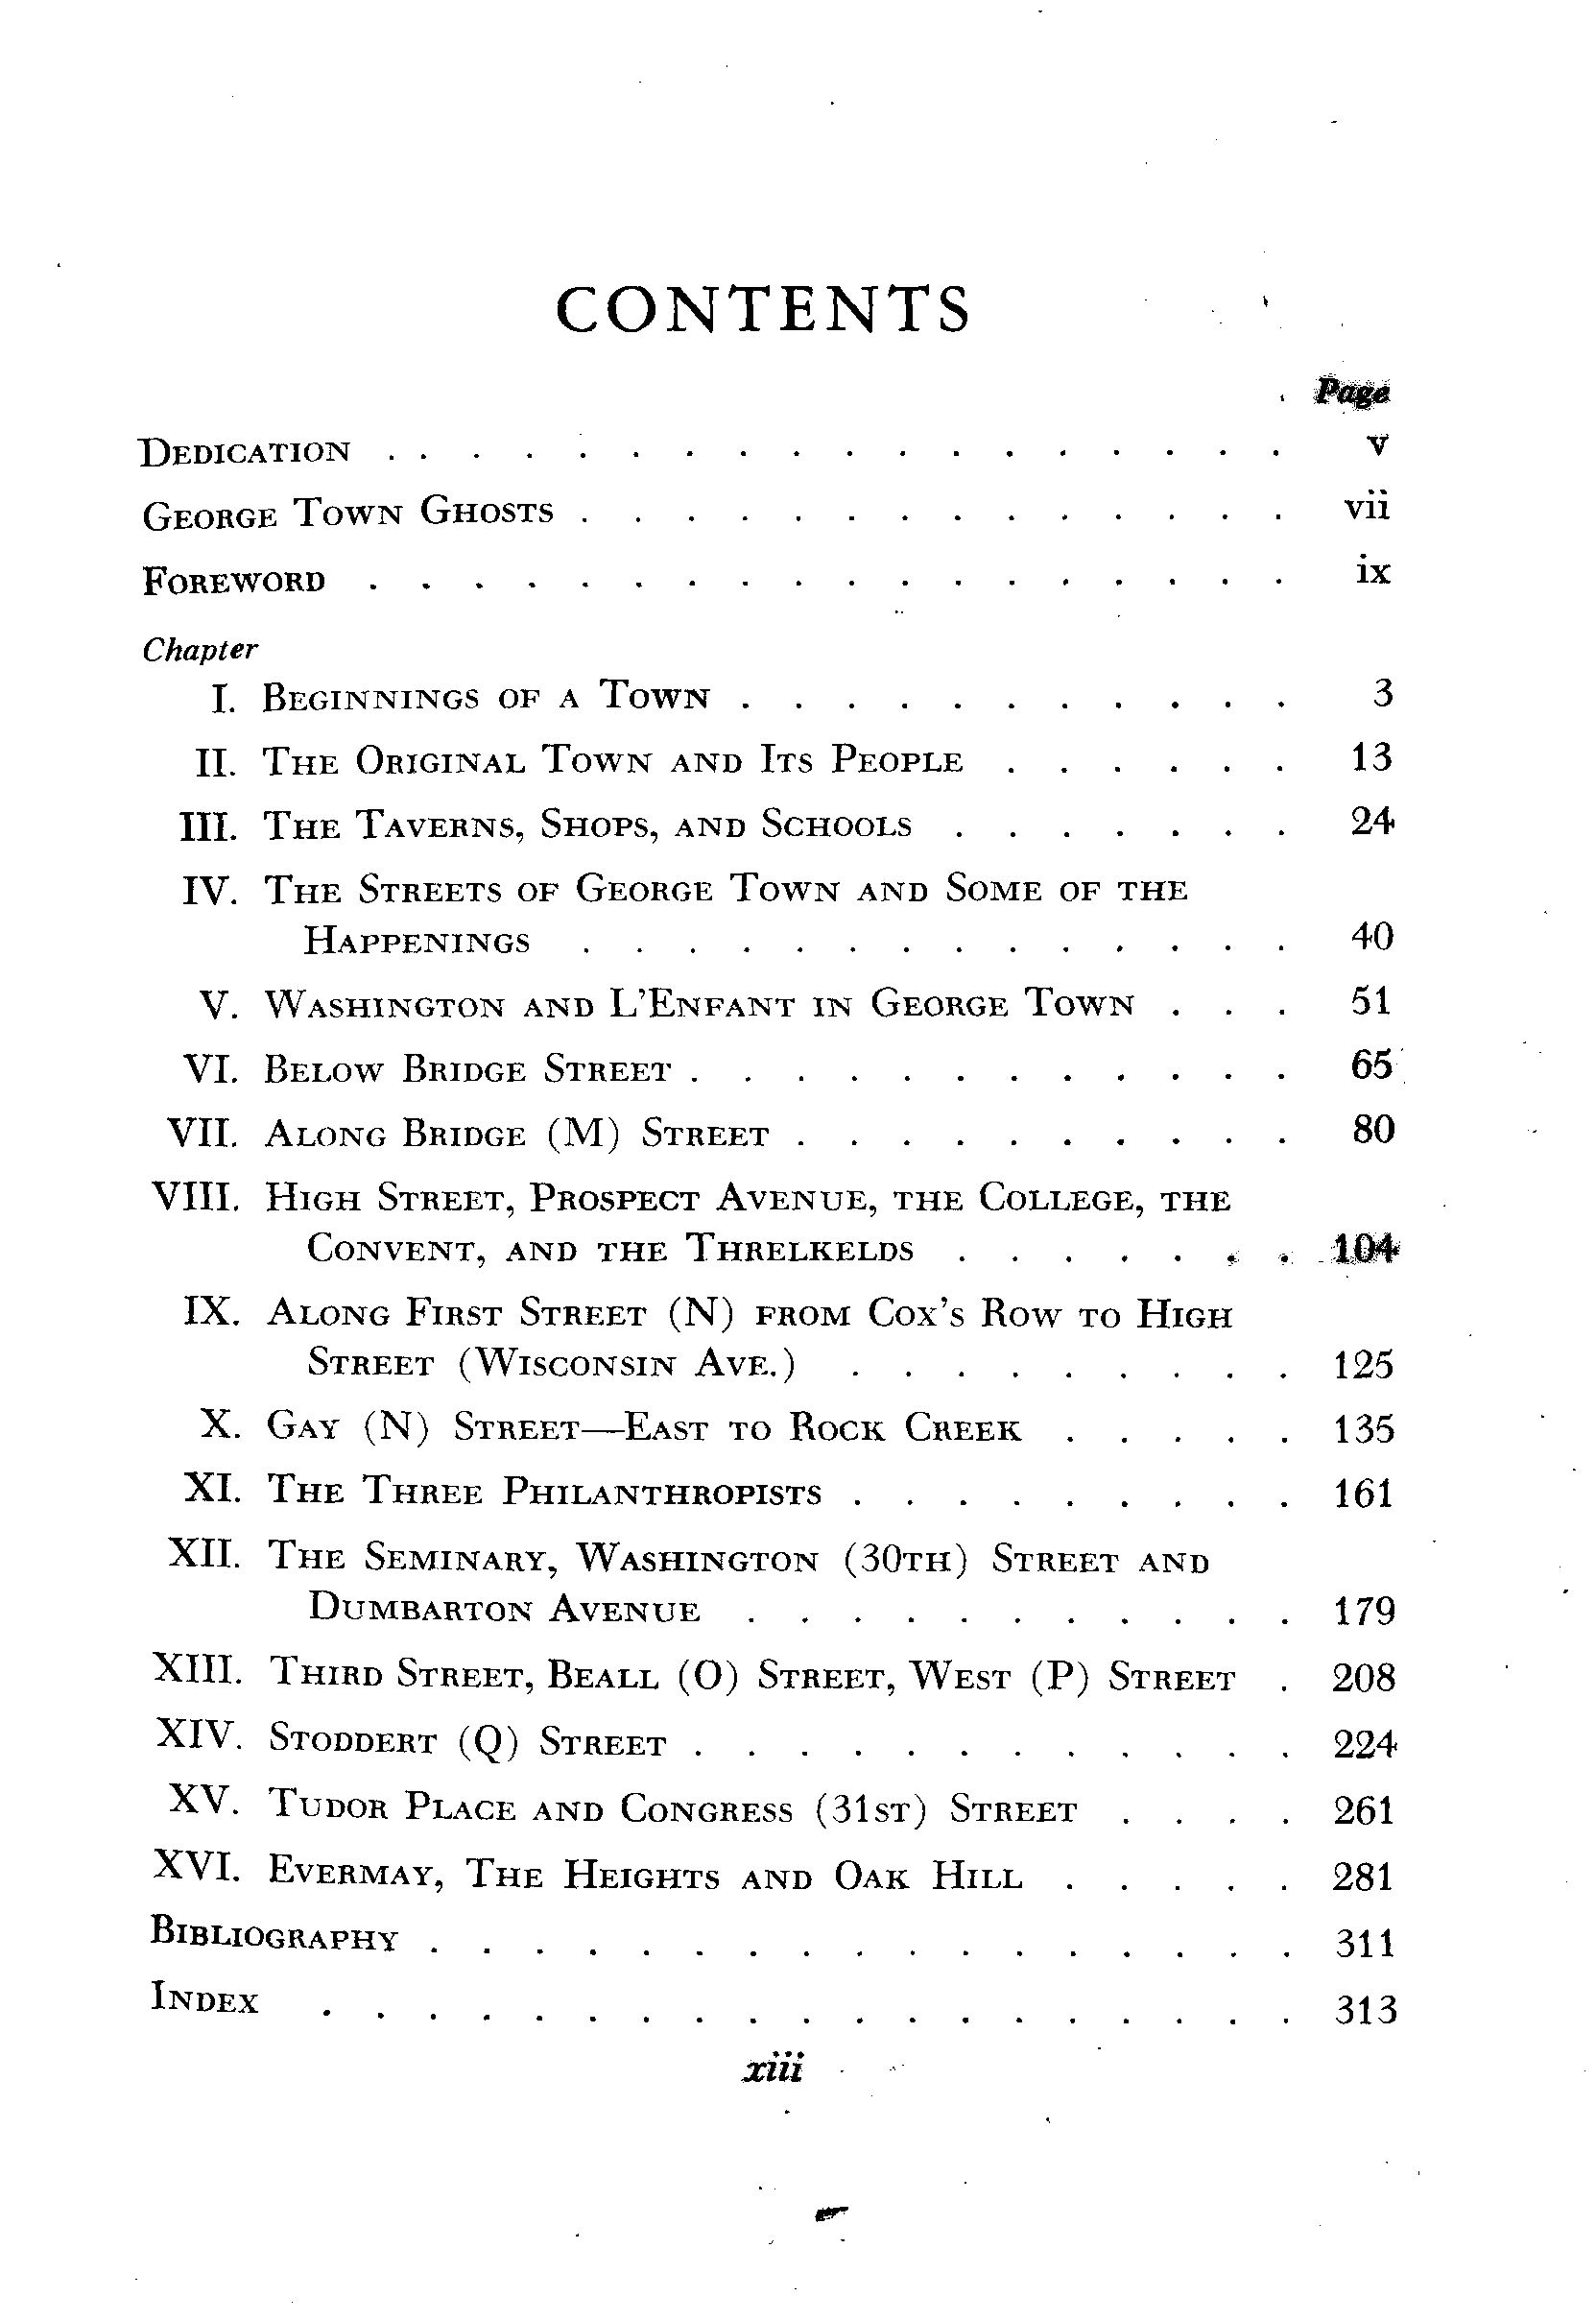 CONTENTS
Page
DEDICATION . . . . . . . . . . . . . . . . . . v
GEORGE TOWN GHOSTS . . . . . . . . . . . . . . vii
FOREWORD . . . . . . . . . . . . . . . . . . ix
Chapter
I. BEGINNINGS OF A TOWN . . . . . . . . . . . 3
II. THE ORIGINAL TOWN AND ITS PEOPLE . . . . . . 13
III. THE TAVERNS, SHOPS, AND SCHOOLS . . . . . . . 24
IV. THE STREETS OF GEORGE TOWN AND SOME OF THE
HAPPENINGS . . . . . . . . . . . . . . 40
V. WASHINGTON AND L'ENFANT IN GEORGE TOWN . . . 51
VI. BELOW BRIDGE STREET . . . . . . . . . . . . 65
VII. ALONG BRIDGE (M) STREET . . . . . . . . . . 80
VIII. HIGH STREET, PROSPECT AVENUE, THE COLLEGE, THE
CONVENT, AND THE THRELKELDS . . . . . . . 104
IX. ALONG FIRST STREET (N) FROM COX'S ROW TO HIGH
STREET (WISCONSIN AVE.) . . . . . . . . . 125
X. GAY (N) STREET—EAST TO ROCK CREEK . . . . . 135
XI. THE THREE PHILANTHROPISTS . . . . . . . . . 161
XII. THE SEMINARY, WASHINGTON (30TH) STREET AND
DUMBARTON AVENUE . . . . . . . . . . . 179
XIII. THIRD STREET, BEALL (O) STREET, WEST (P) STREET . 208
XIV. STODDERT (Q) STREET . . . . . . . . . . . . 224
XV. TUDOR PLACE AND CONGRESS (31ST) STREET . . . . 261
XVI. EVERMAY, THE HEIGHTS AND OAK HILL . . . . . 281
BIBLIOGRAPHY . . . . . . . . . . . . . . . . . 311
INDEX . . . . . . . . . . . . . . . . . . . 313
xiii